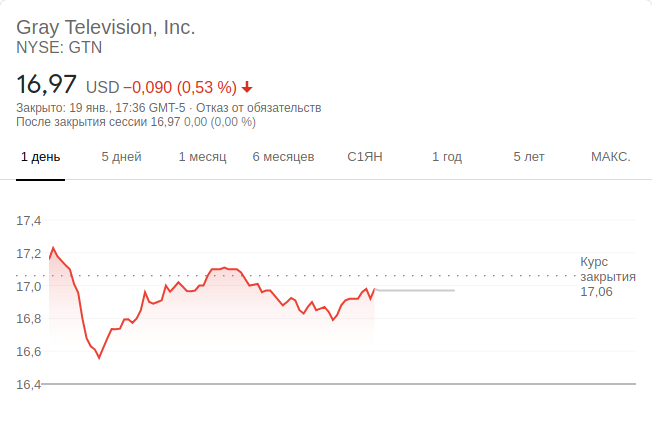 Gray Television, Inc.
NYSE: GTN
16,97 USD −0,090 (0,53 %)
Закрыто: 19 янв., 17:36 GMT-5 · Отказ от обязательств
После закрытия сессии 16,97 0,00 (0,00 %)
1 день 5 дней 1 месяц 6 месяцев С1ЯН 1 год 5 лет МАКС.
17,4
17,2
Курс
закрытия
17,06
17,0
16,8
16,6
16,4